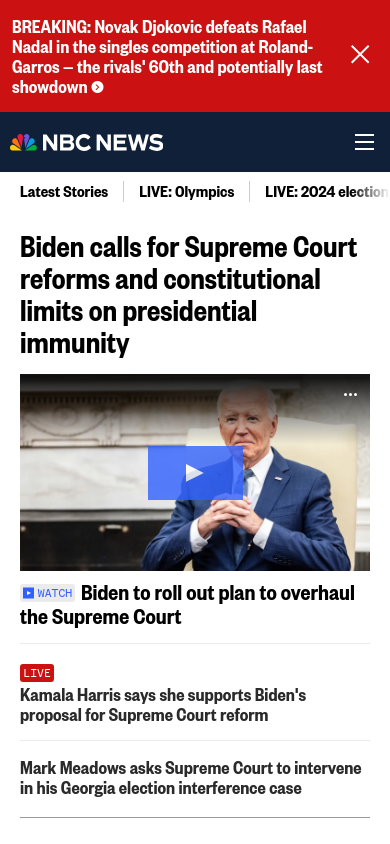 BREAKING: Novak Djokovic defeats Rafael
Nadal in the singles competition at Roland-
Garros — the rivals' 60th and potentially last
showdown
NBC NEWS
Latest Stories
LIVE: Olympics
LIVE: 2024 election
Biden calls for Supreme Court
reforms and constitutional
limits on presidential
immunity
WATCH Biden to roll out plan to overhaul
the Supreme Court
LIVE
Kamala Harris says she supports Biden's
proposal for Supreme Court reform
Mark Meadows asks Supreme Court to intervene
in his Georgia election interference case